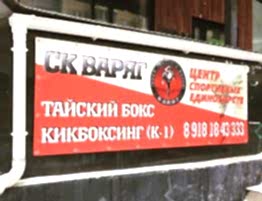 СК ВАРЯГ
ЦЕНТР
СПОРТИВНЫХ
ЕДИНОБОРСТВ
ТАЙСКИЙ БОКС
КИКБОКСИНГ (К-1)
8 918 18 43 333